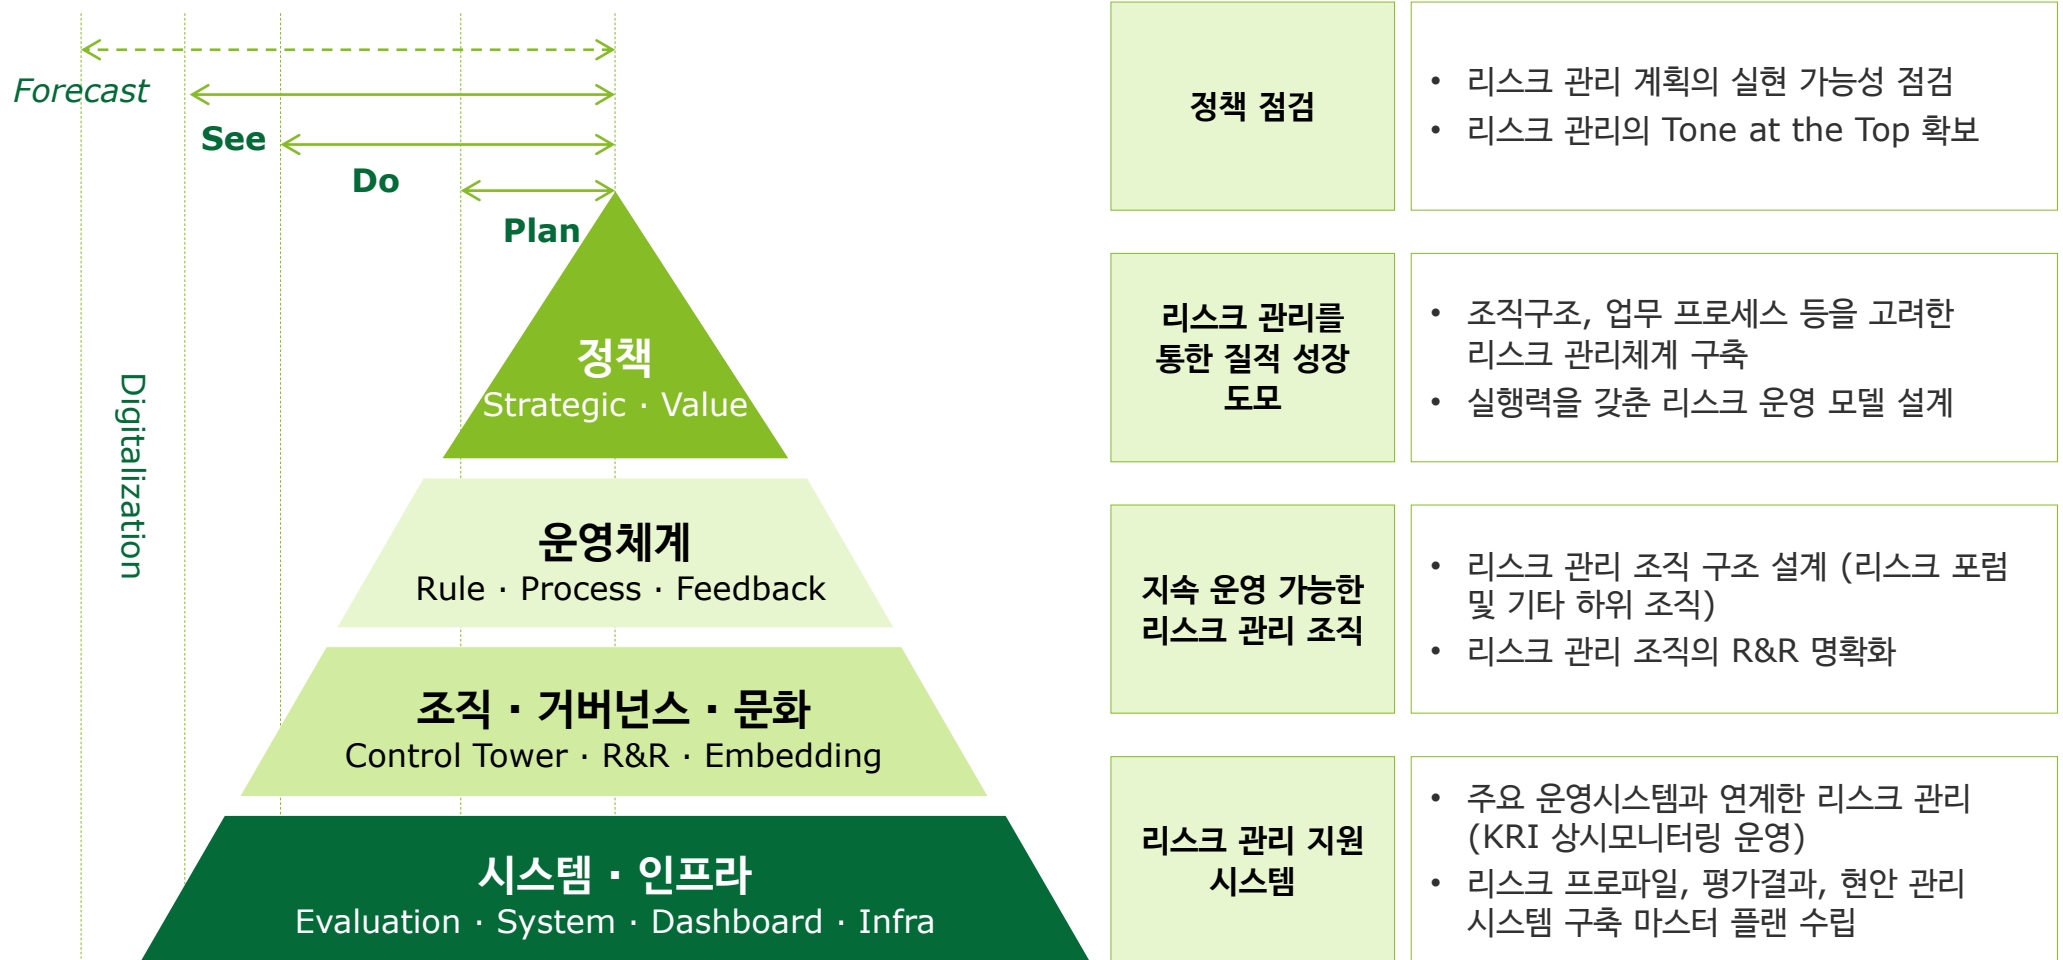 Forecast
See
Do
Plan
Digitalization
정책
Strategic · Value
운영체계
Rule · Process · Feedback
조직 · 거버넌스 · 문화
Control Tower · R&R · Embedding
시스템 · 인프라
Evaluation · System · Dashboard · Infra
정책 점검
• 리스크 관리 계획의 실현 가능성 점검
• 리스크 관리의 Tone at the Top 확보
리스크 관리를
통한 질적 성장
도모
• 조직구조, 업무 프로세스 등을 고려한
리스크 관리체계 구축
• 실행력을 갖춘 리스크 운영 모델 설계
지속 운영 가능한
리스크 관리 조직
• 리스크 관리 조직 구조 설계 (리스크 포럼
및 기타 하위 조직)
• 리스크 관리 조직의 R&R 명확화
리스크 관리 지원
시스템
• 주요 운영시스템과 연계한 리스크 관리
(KRI 상시모니터링 운영)
• 리스크 프로파일, 평가결과, 현안 관리
시스템 구축 마스터 플랜 수립